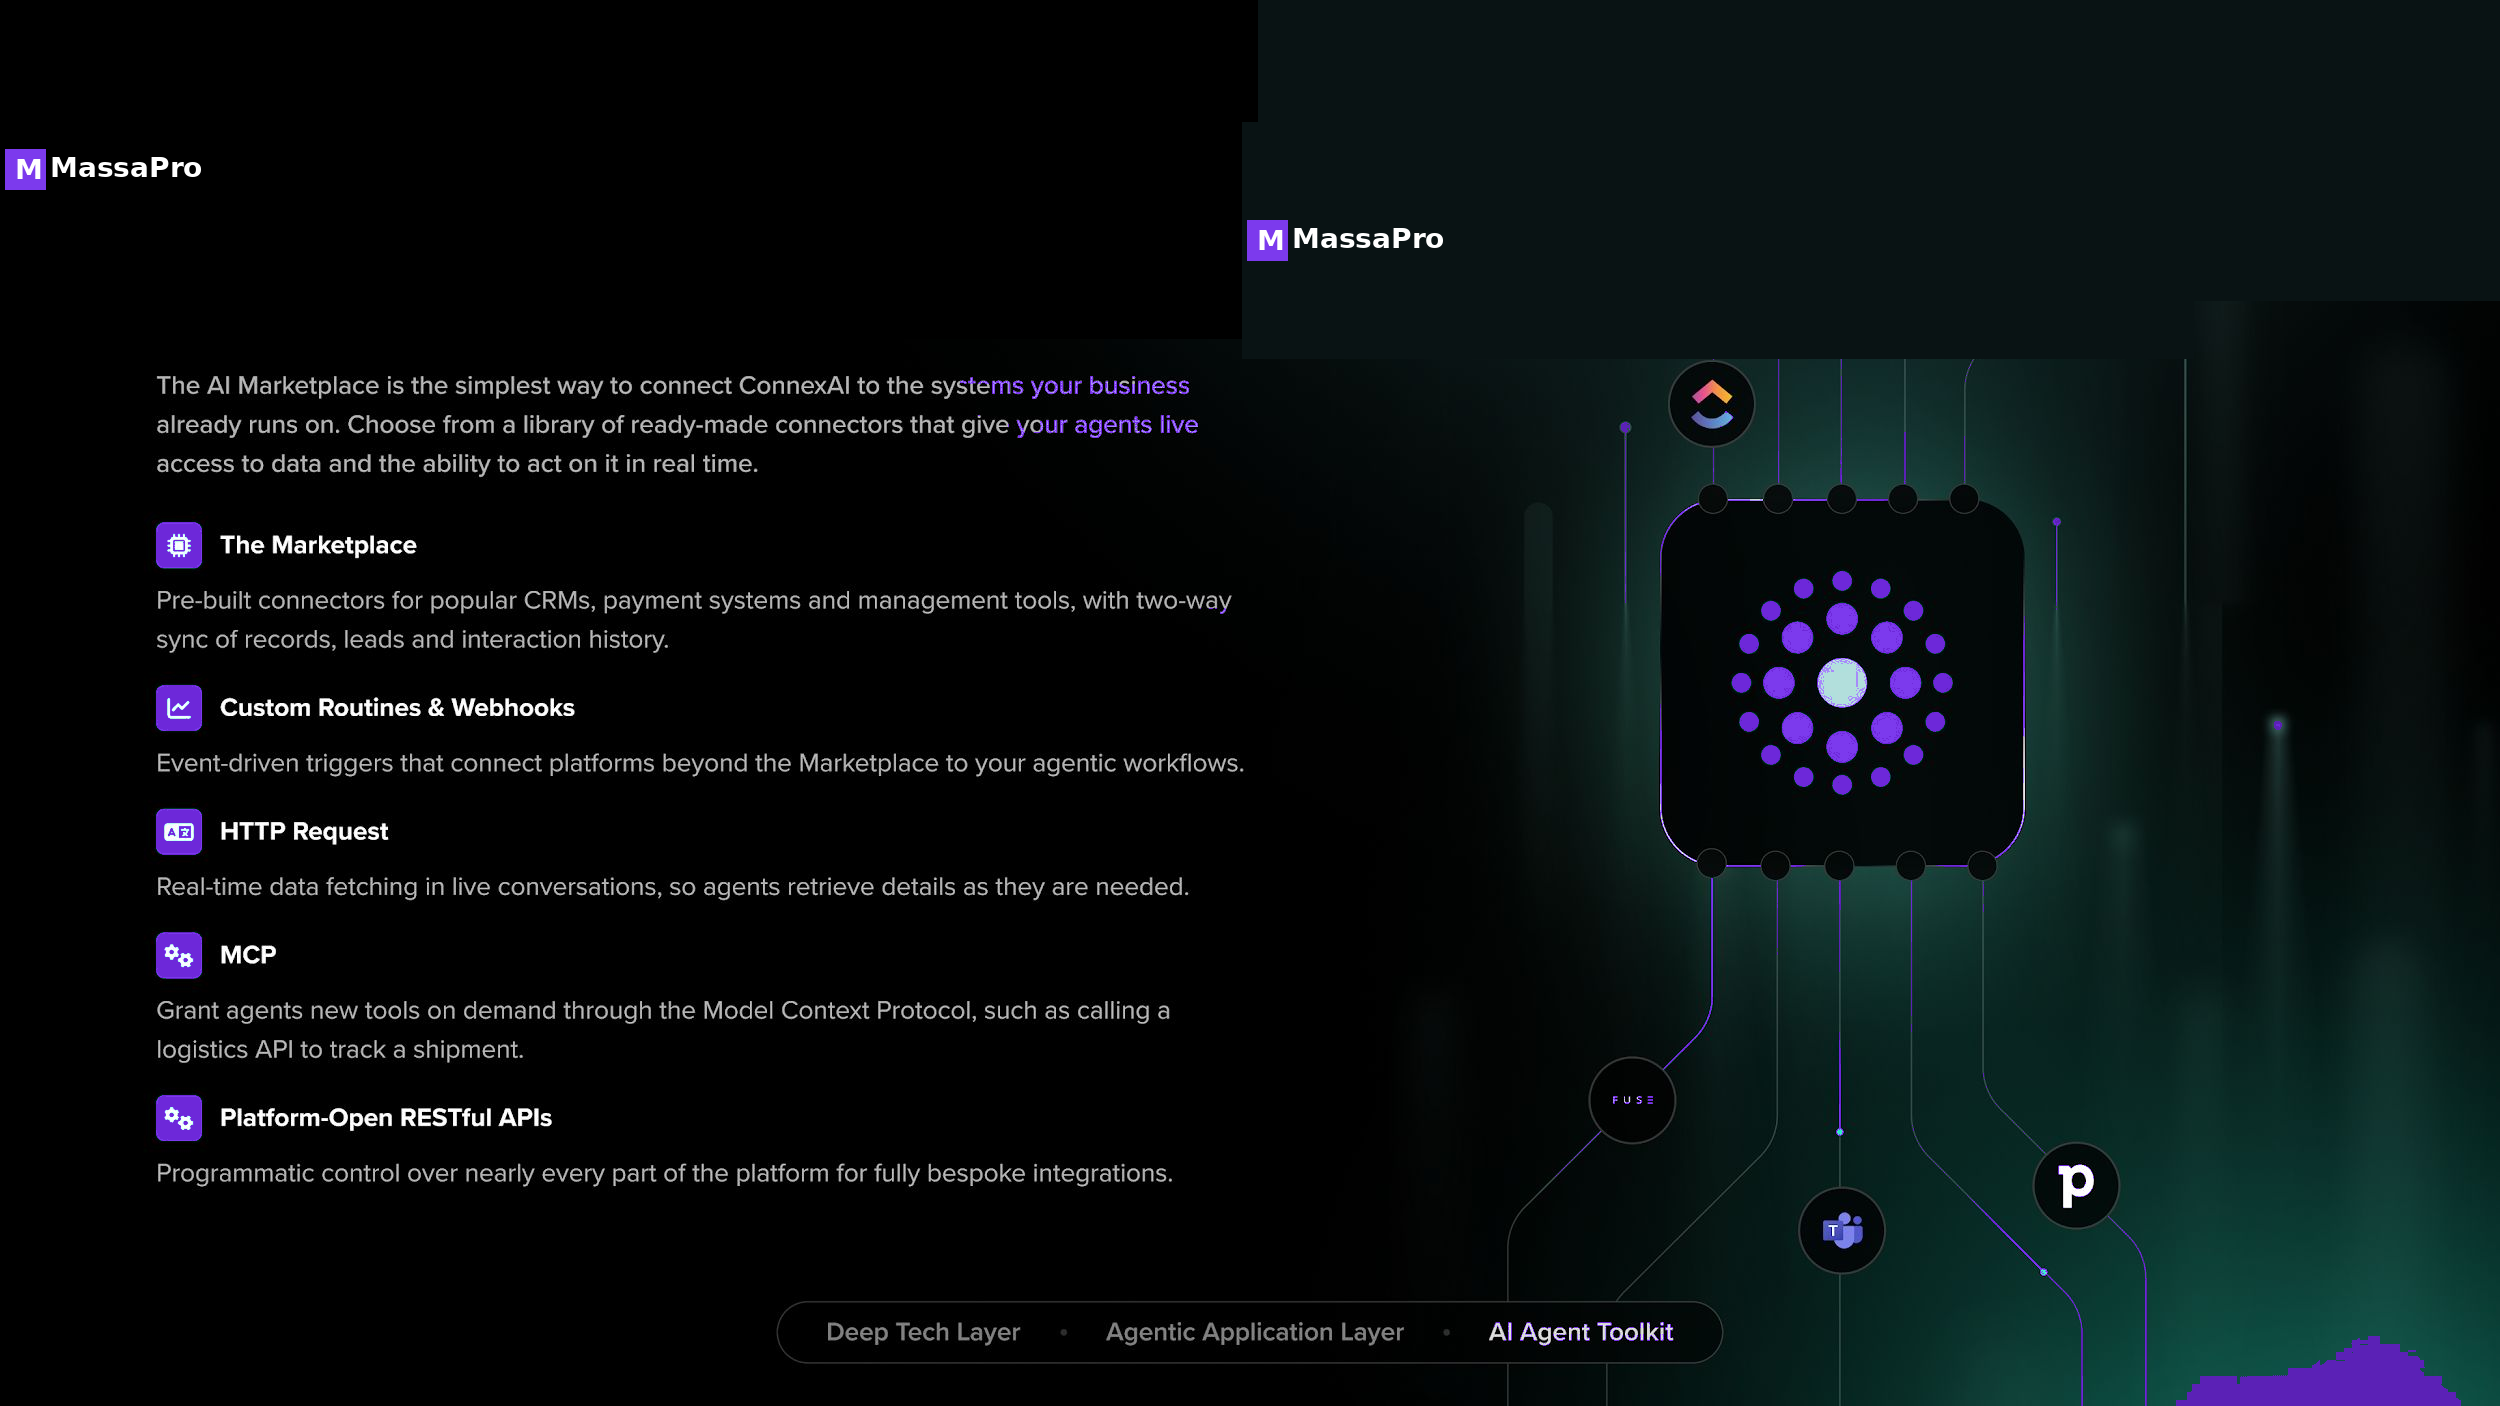 M MassaPro
M MassaPro
The AI Marketplace is the simplest way to connect ConnexAI to the systems your business
already runs on. Choose from a library of ready-made connectors that give your agents live
access to data and the ability to act on it in real time.
The Marketplace
Pre-built connectors for popular CRMs, payment systems and management tools, with two-way
sync of records, leads and interaction history.
Custom Routines & Webhooks
Event-driven triggers that connect platforms beyond the Marketplace to your agentic workflows.
HTTP Request
Real-time data fetching in live conversations, so agents retrieve details as they are needed.
MCP
Grant agents new tools on demand through the Model Context Protocol, such as calling a
logistics API to track a shipment.
Platform-Open RESTful APIs
Programmatic control over nearly every part of the platform for fully bespoke integrations.
FUSE
T
p
Deep Tech Layer • Agentic Application Layer • AI Agent Toolkit